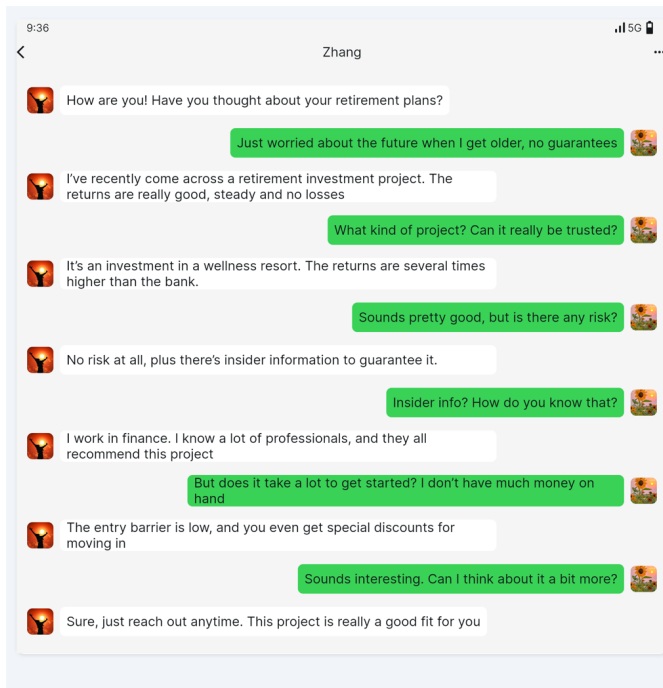 9:36
5G
Zhang
How are you! Have you thought about your retirement plans?
Just worried about the future when I get older, no guarantees
I’ve recently come across a retirement investment project. The
returns are really good, steady and no losses
What kind of project? Can it really be trusted?
It’s an investment in a wellness resort. The returns are several times
higher than the bank.
Sounds pretty good, but is there any risk?
No risk at all, plus there’s insider information to guarantee it.
Insider info? How do you know that?
I work in finance. I know a lot of professionals, and they all
recommend this project
But does it take a lot to get started? I don’t have much money on
hand
The entry barrier is low, and you even get special discounts for
moving in
Sounds interesting. Can I think about it a bit more?
Sure, just reach out anytime. This project is really a good fit for you